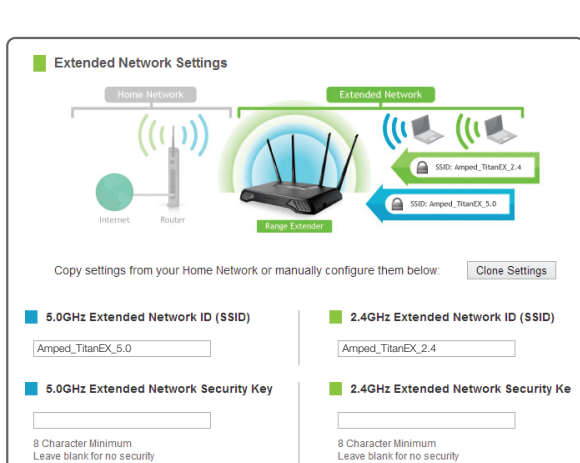 Extended Network Settings
Home Network
Extended Network
SSID: Amped_TitanEX_2.4
SSID: Amped_TitanEX_5.0
Internet
Router
Range Extender
Copy settings from your Home Network or manually configure them below:
Clone Settings
5.0GHz Extended Network ID (SSID)
2.4GHz Extended Network ID (SSID)
Amped_TitanEX_5.0
Amped_TitanEX_2.4
5.0GHz Extended Network Security Key
2.4GHz Extended Network Security Ke
8 Character Minimum
Leave blank for no security
8 Character Minimum
Leave blank for no security